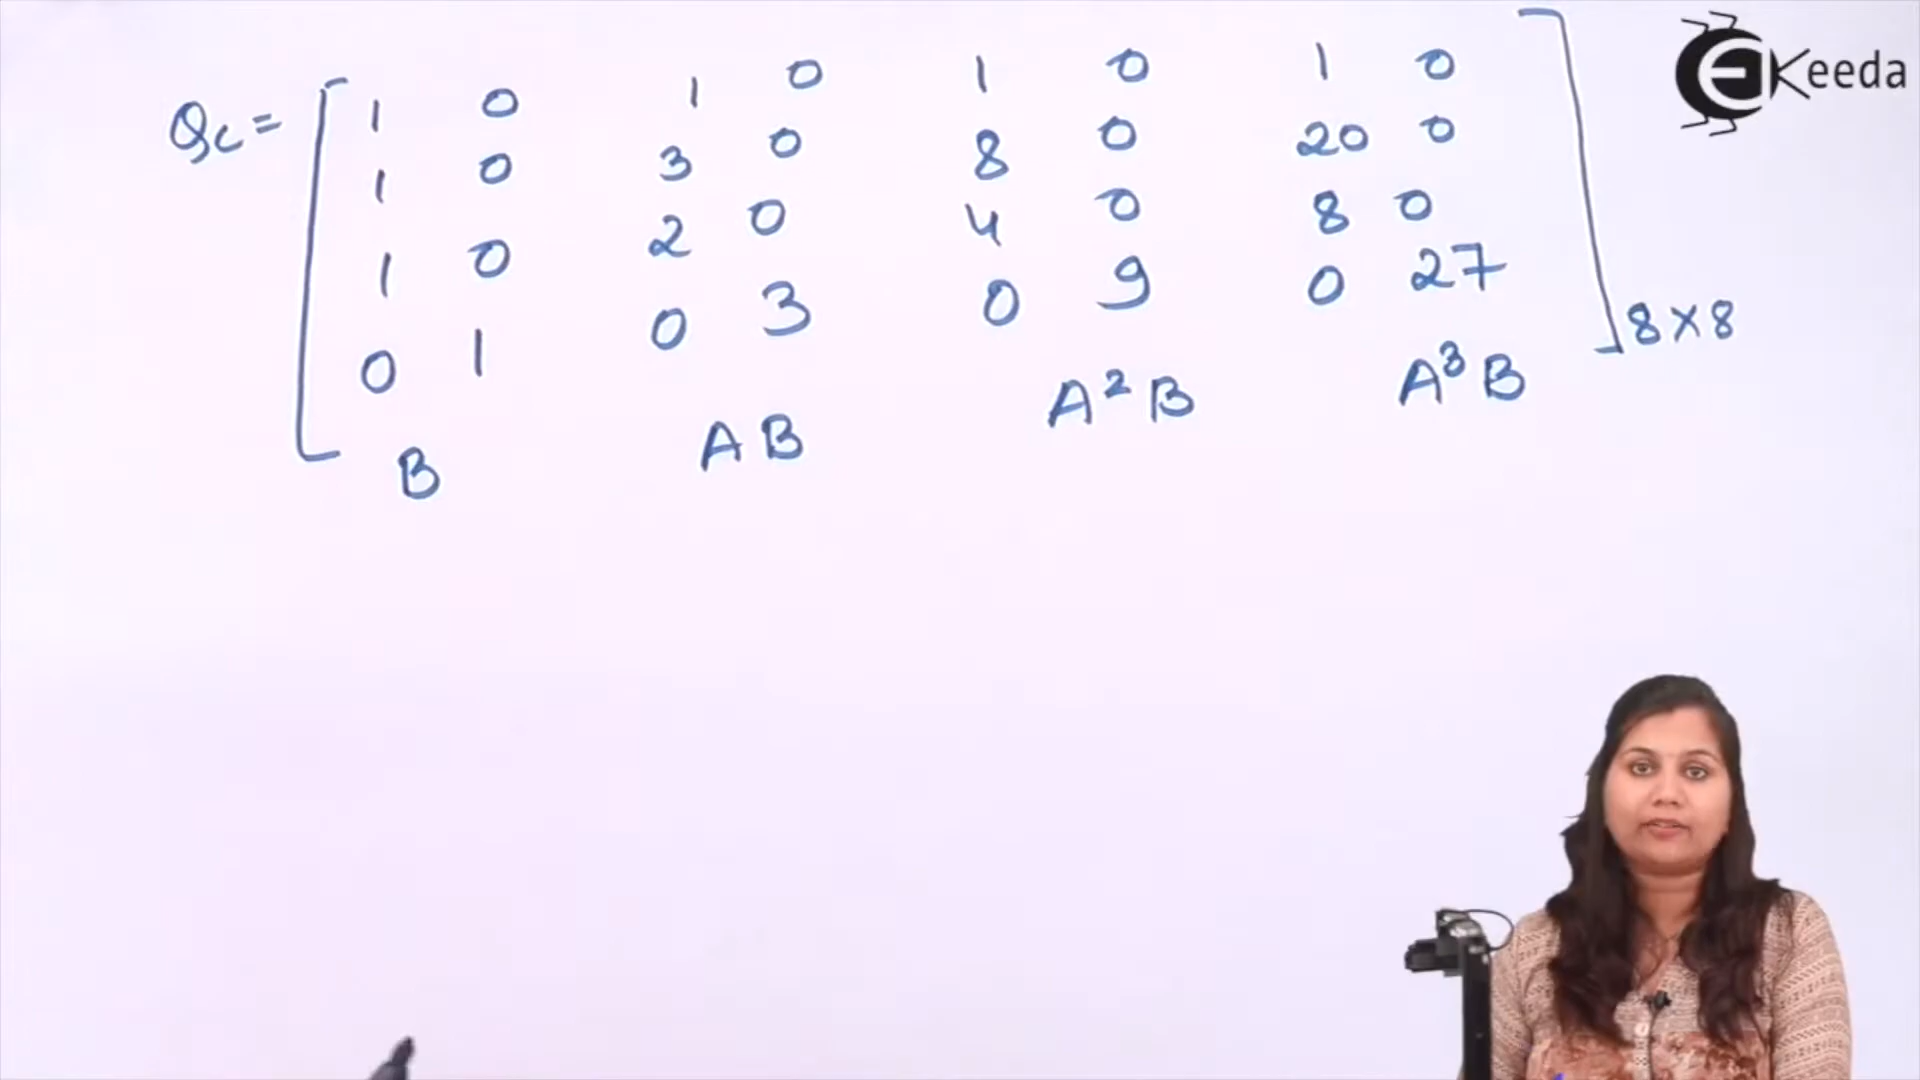 EKeeda
Qc = [ 1 0 1 0 1 0 1 0
1 0 3 0 8 0 20 0
1 0 2 0 4 0 8 0
0 1 0 3 0 9 0 27 ] 8×8
B AB A²B A³B